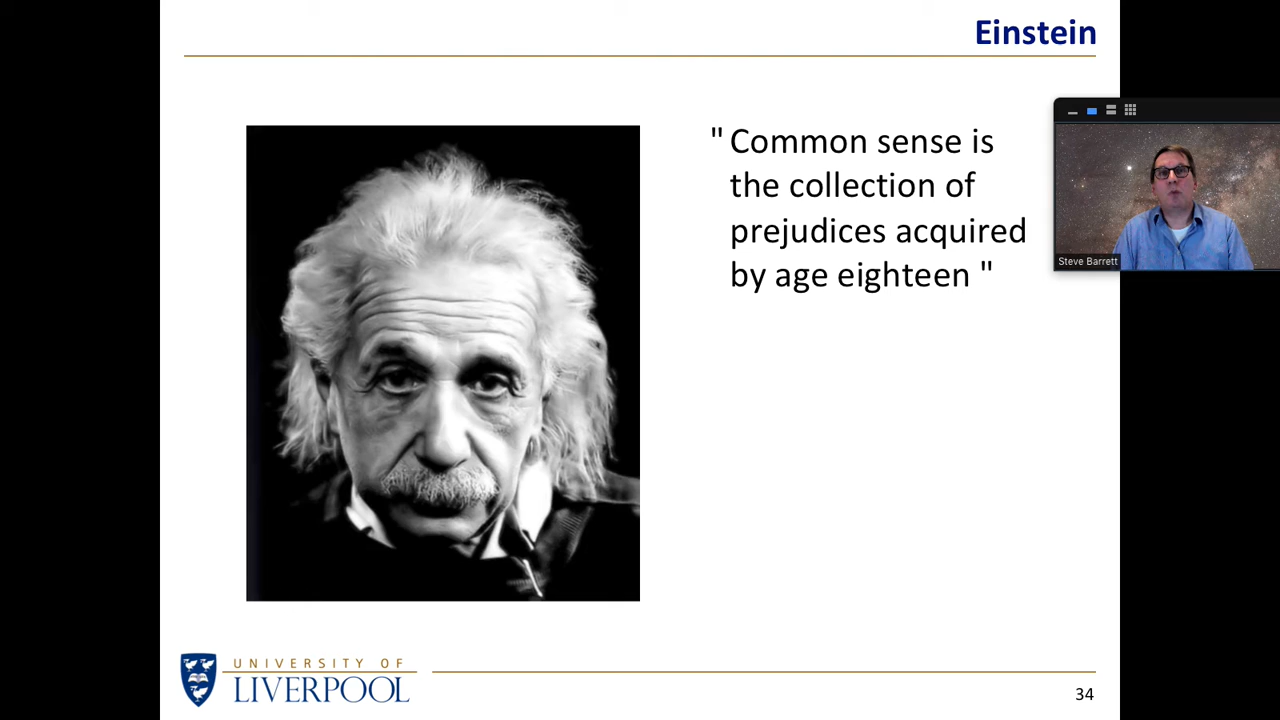 Einstein
" Common sense is
the collection of
prejudices acquired
by age eighteen "
Steve Barrett
UNIVERSITY OF
LIVERPOOL
34